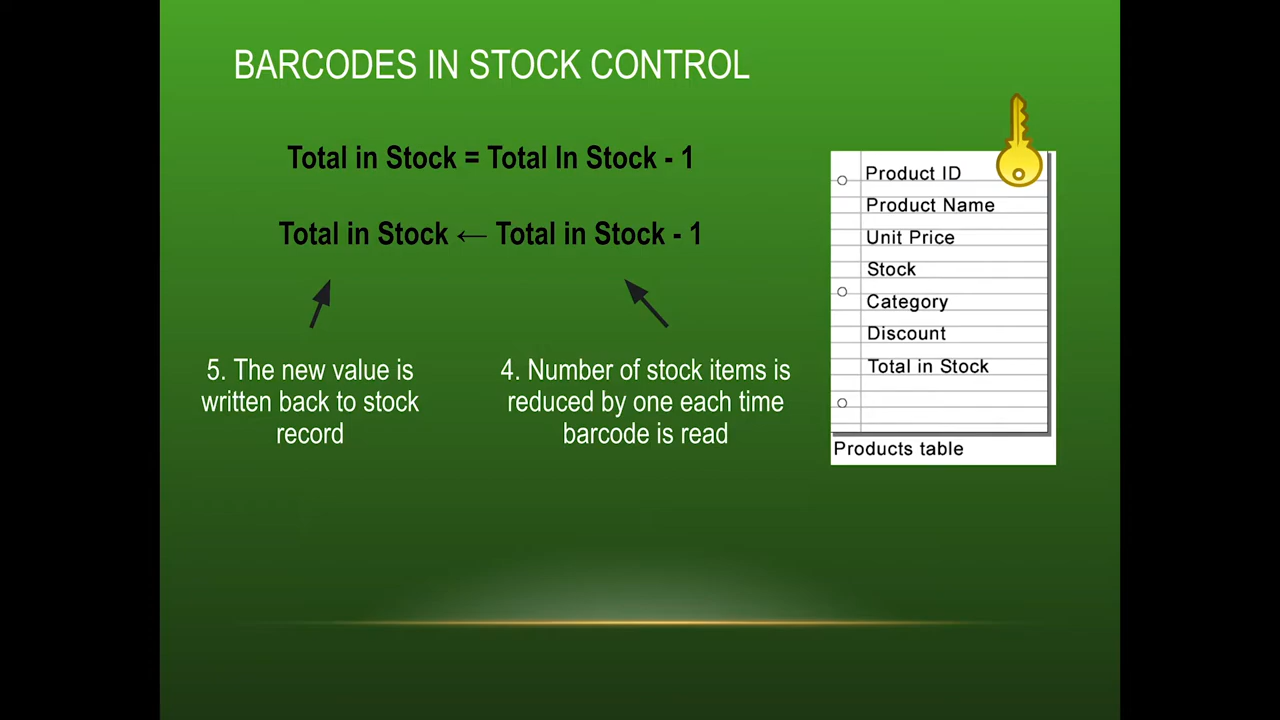 BARCODES IN STOCK CONTROL
Total in Stock = Total In Stock - 1
Total in Stock ← Total in Stock - 1
5. The new value is
written back to stock
record
4. Number of stock items is
reduced by one each time
barcode is read
Product ID
Product Name
Unit Price
Stock
Category
Discount
Total in Stock
Products table